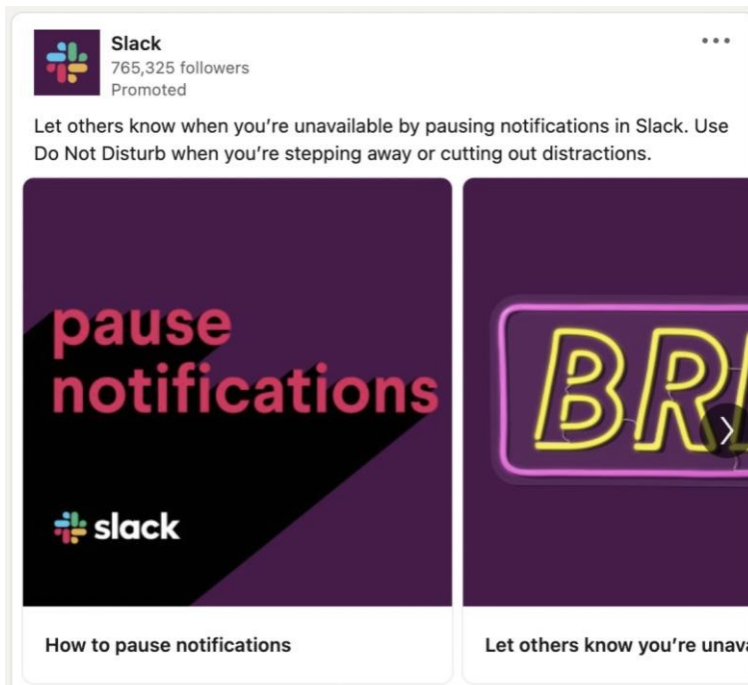 Slack
765,325 followers
Promoted
Let others know when you’re unavailable by pausing notifications in Slack. Use
Do Not Disturb when you’re stepping away or cutting out distractions.
pause
notifications
slack
How to pause notifications
BR
Let others know you’re